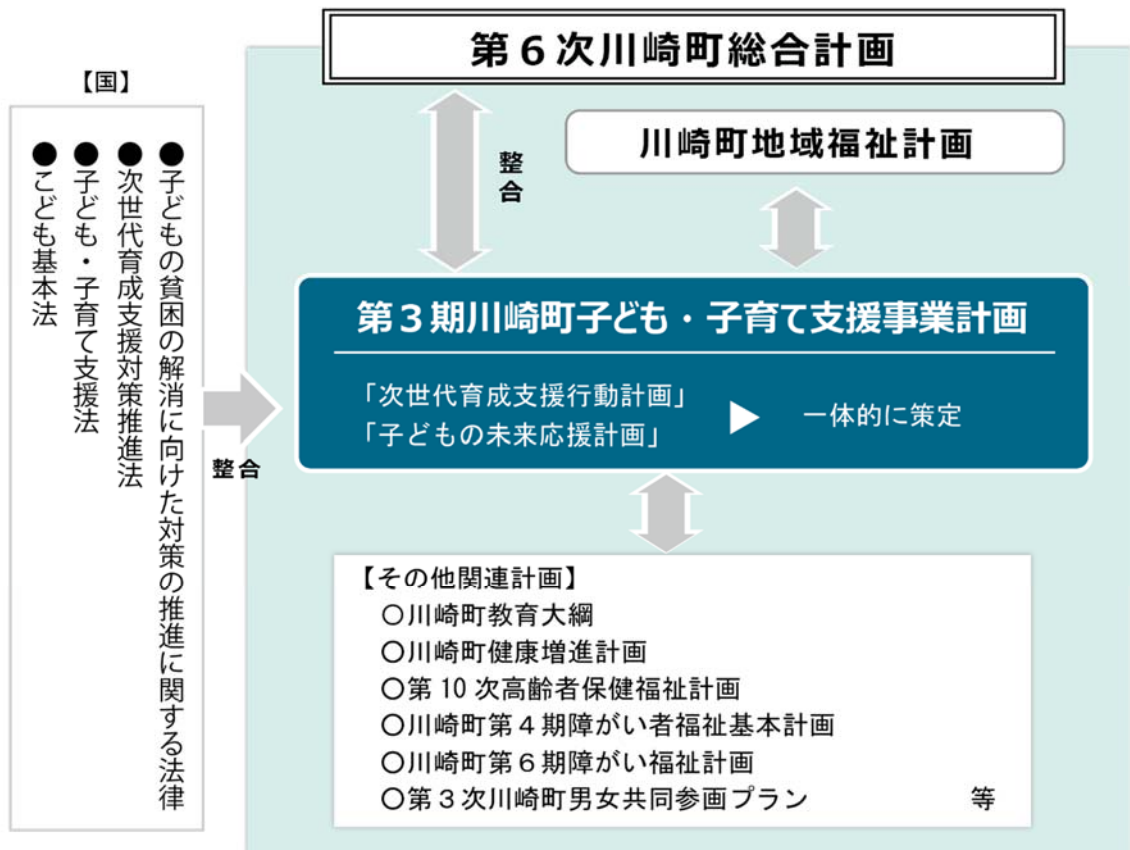 第６次川崎町総合計画
【国】
●子どもの貧困の解消に向けた対策の推進に関する法律
●次世代育成支援対策推進法
●子ども・子育て支援法
●こども基本法
整合
川崎町地域福祉計画
整合
第３期川崎町子ども・子育て支援事業計画
「次世代育成支援行動計画」
「子どもの未来応援計画」
▶ 一体的に策定
【その他関連計画】
〇川崎町教育大綱
〇川崎町健康増進計画
〇第 10 次高齢者保健福祉計画
〇川崎町第４期障がい者福祉基本計画
〇川崎町第６期障がい福祉計画
〇第３次川崎町男女共同参画プラン 等